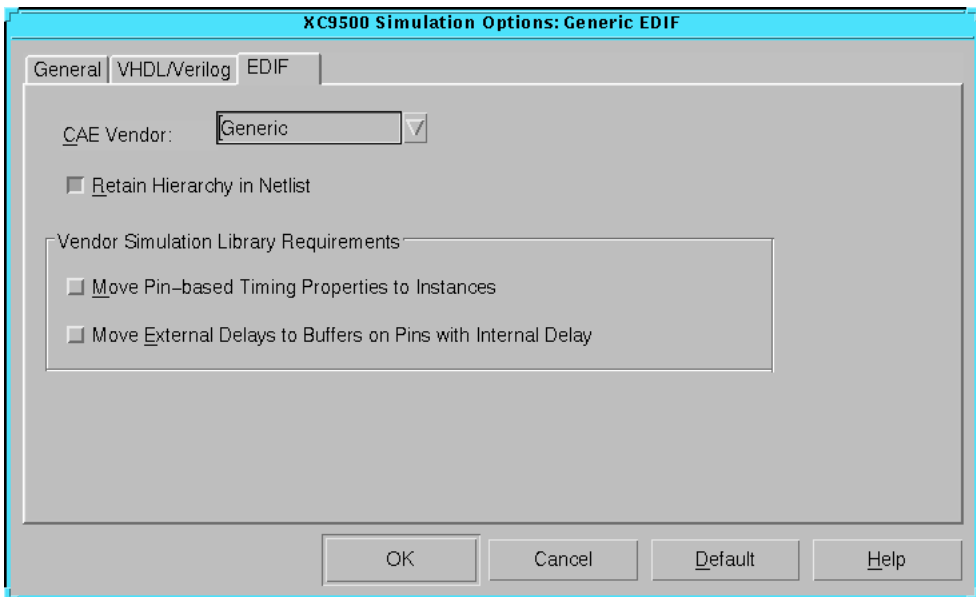 XC9500 Simulation Options: Generic EDIF
General VHDL/Verilog EDIF
CAE Vendor: Generic
Retain Hierarchy in Netlist
Vendor Simulation Library Requirements
Move Pin-based Timing Properties to Instances
Move External Delays to Buffers on Pins with Internal Delay
OK Cancel Default Help